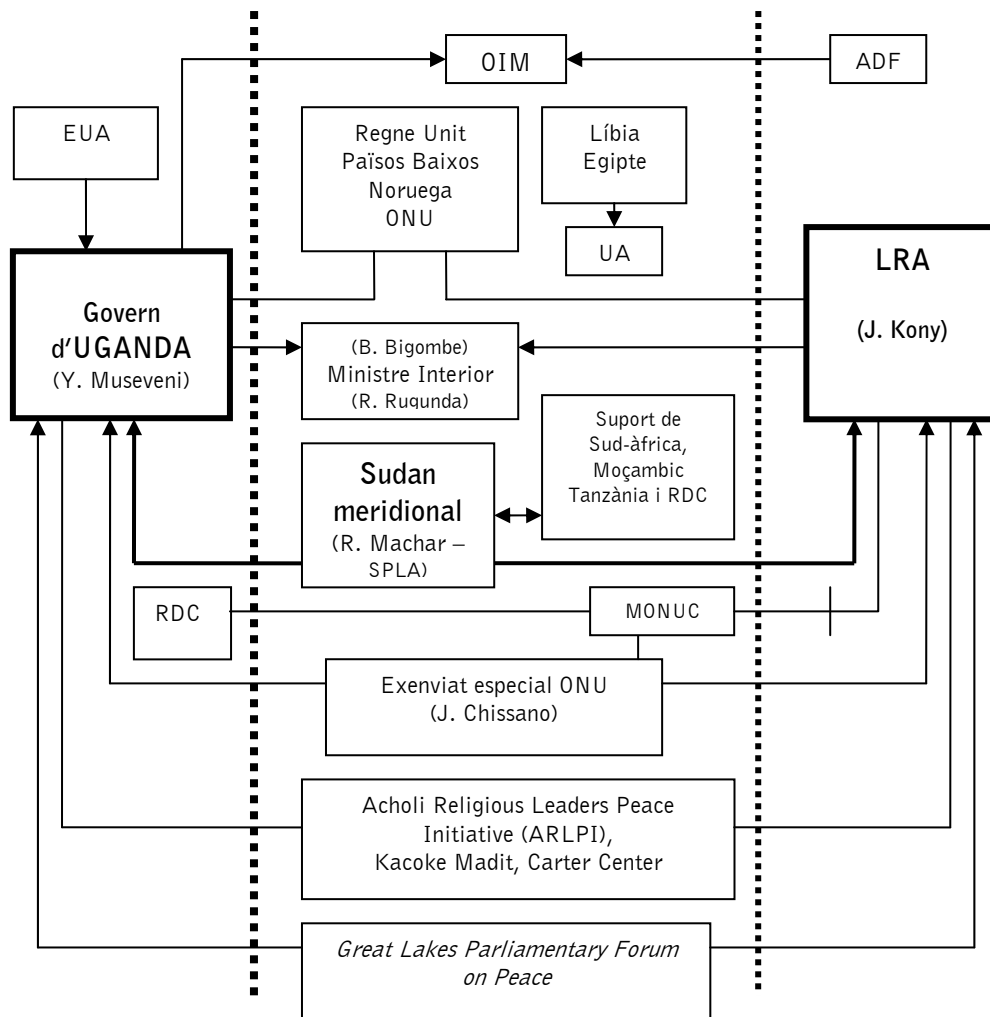 OIM
ADF
EUA
Regne Unit
Països Baixos
Noruega
ONU
Líbia
Egipte
UA
Govern
d'UGANDA
(Y. Museveni)
LRA
(J. Kony)
(B. Bigombe)
Ministre Interior
(R. Rugunda)
Suport de
Sud-àfrica,
Moçambic
Tanzània i RDC
Sudan
meridional
(R. Machar –
SPLA)
RDC
MONUC
Exenviat especial ONU
(J. Chissano)
Acholi Religious Leaders Peace
Initiative (ARLPI),
Kacoke Madit, Carter Center
Great Lakes Parliamentary Forum
on Peace